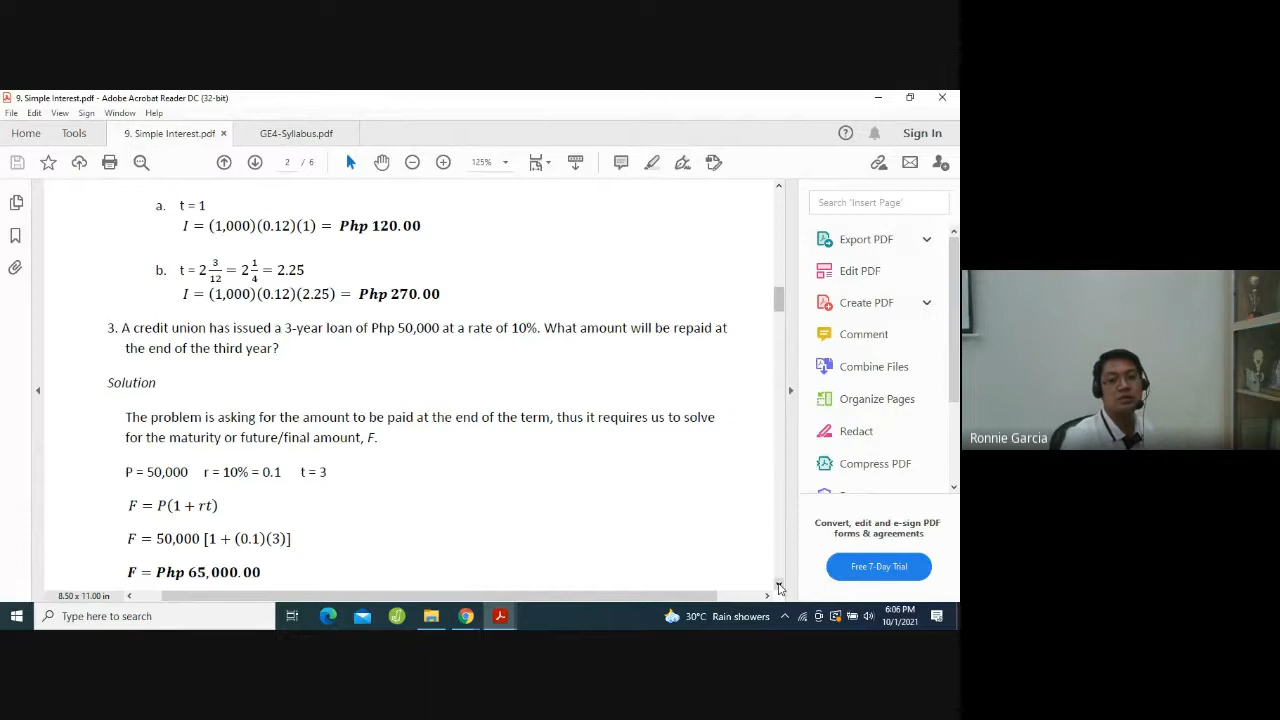 9. Simple Interest.pdf - Adobe Acrobat Reader DC (32-bit)
File Edit View Sign Window Help
Home Tools 9. Simple Interest.pdf × GE4-Syllabus.pdf Sign In
2 / 6 125%
a. t = 1
I = (1,000)(0.12)(1) = Php 120.00
b. t = 2 3/12 = 2 1/4 = 2.25
I = (1,000)(0.12)(2.25) = Php 270.00
3. A credit union has issued a 3-year loan of Php 50,000 at a rate of 10%. What amount will be repaid at
the end of the third year?
Solution
The problem is asking for the amount to be paid at the end of the term, thus it requires us to solve
for the maturity or future/final amount, F.
P = 50,000 r = 10% = 0.1 t = 3
F = P(1 + rt)
F = 50,000 [1 + (0.1)(3)]
F = Php 65,000.00
8.50 x 11.00 in
Search 'Insert Page'
Export PDF
Edit PDF
Create PDF
Comment
Combine Files
Organize Pages
Redact
Compress PDF
Convert, edit and e-sign PDF
forms & agreements
Free 7-Day Trial
Ronnie Garcia
Type here to search
30°C Rain showers
6:06 PM
10/1/2021